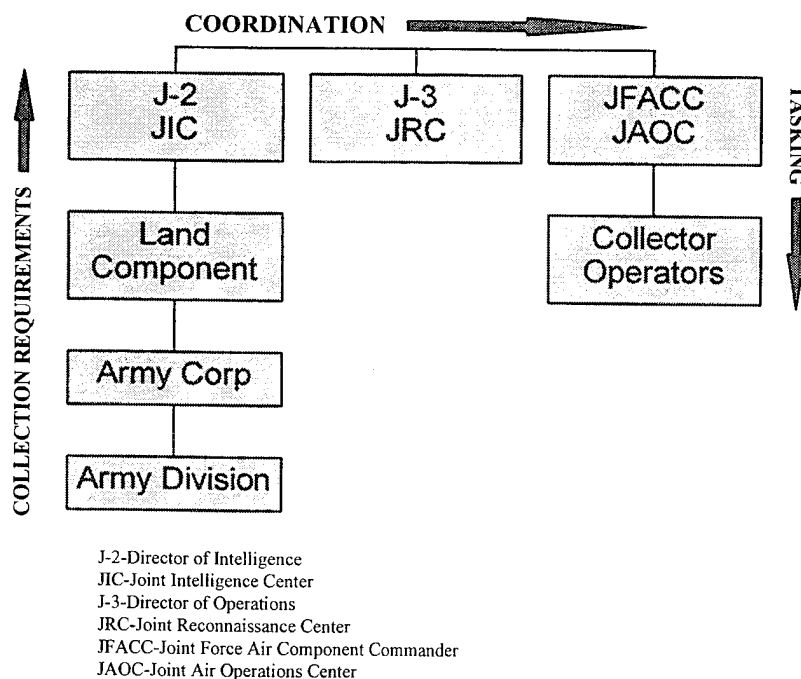 COORDINATION
J-2
JIC
J-3
JRC
JFACC
JAOC
COLLECTION REQUIREMENTS
TASKING
Land
Component
Collector
Operators
Army Corp
Army Division
J-2-Director of Intelligence
JIC-Joint Intelligence Center
J-3-Director of Operations
JRC-Joint Reconnaissance Center
JFACC-Joint Force Air Component Commander
JAOC-Joint Air Operations Center